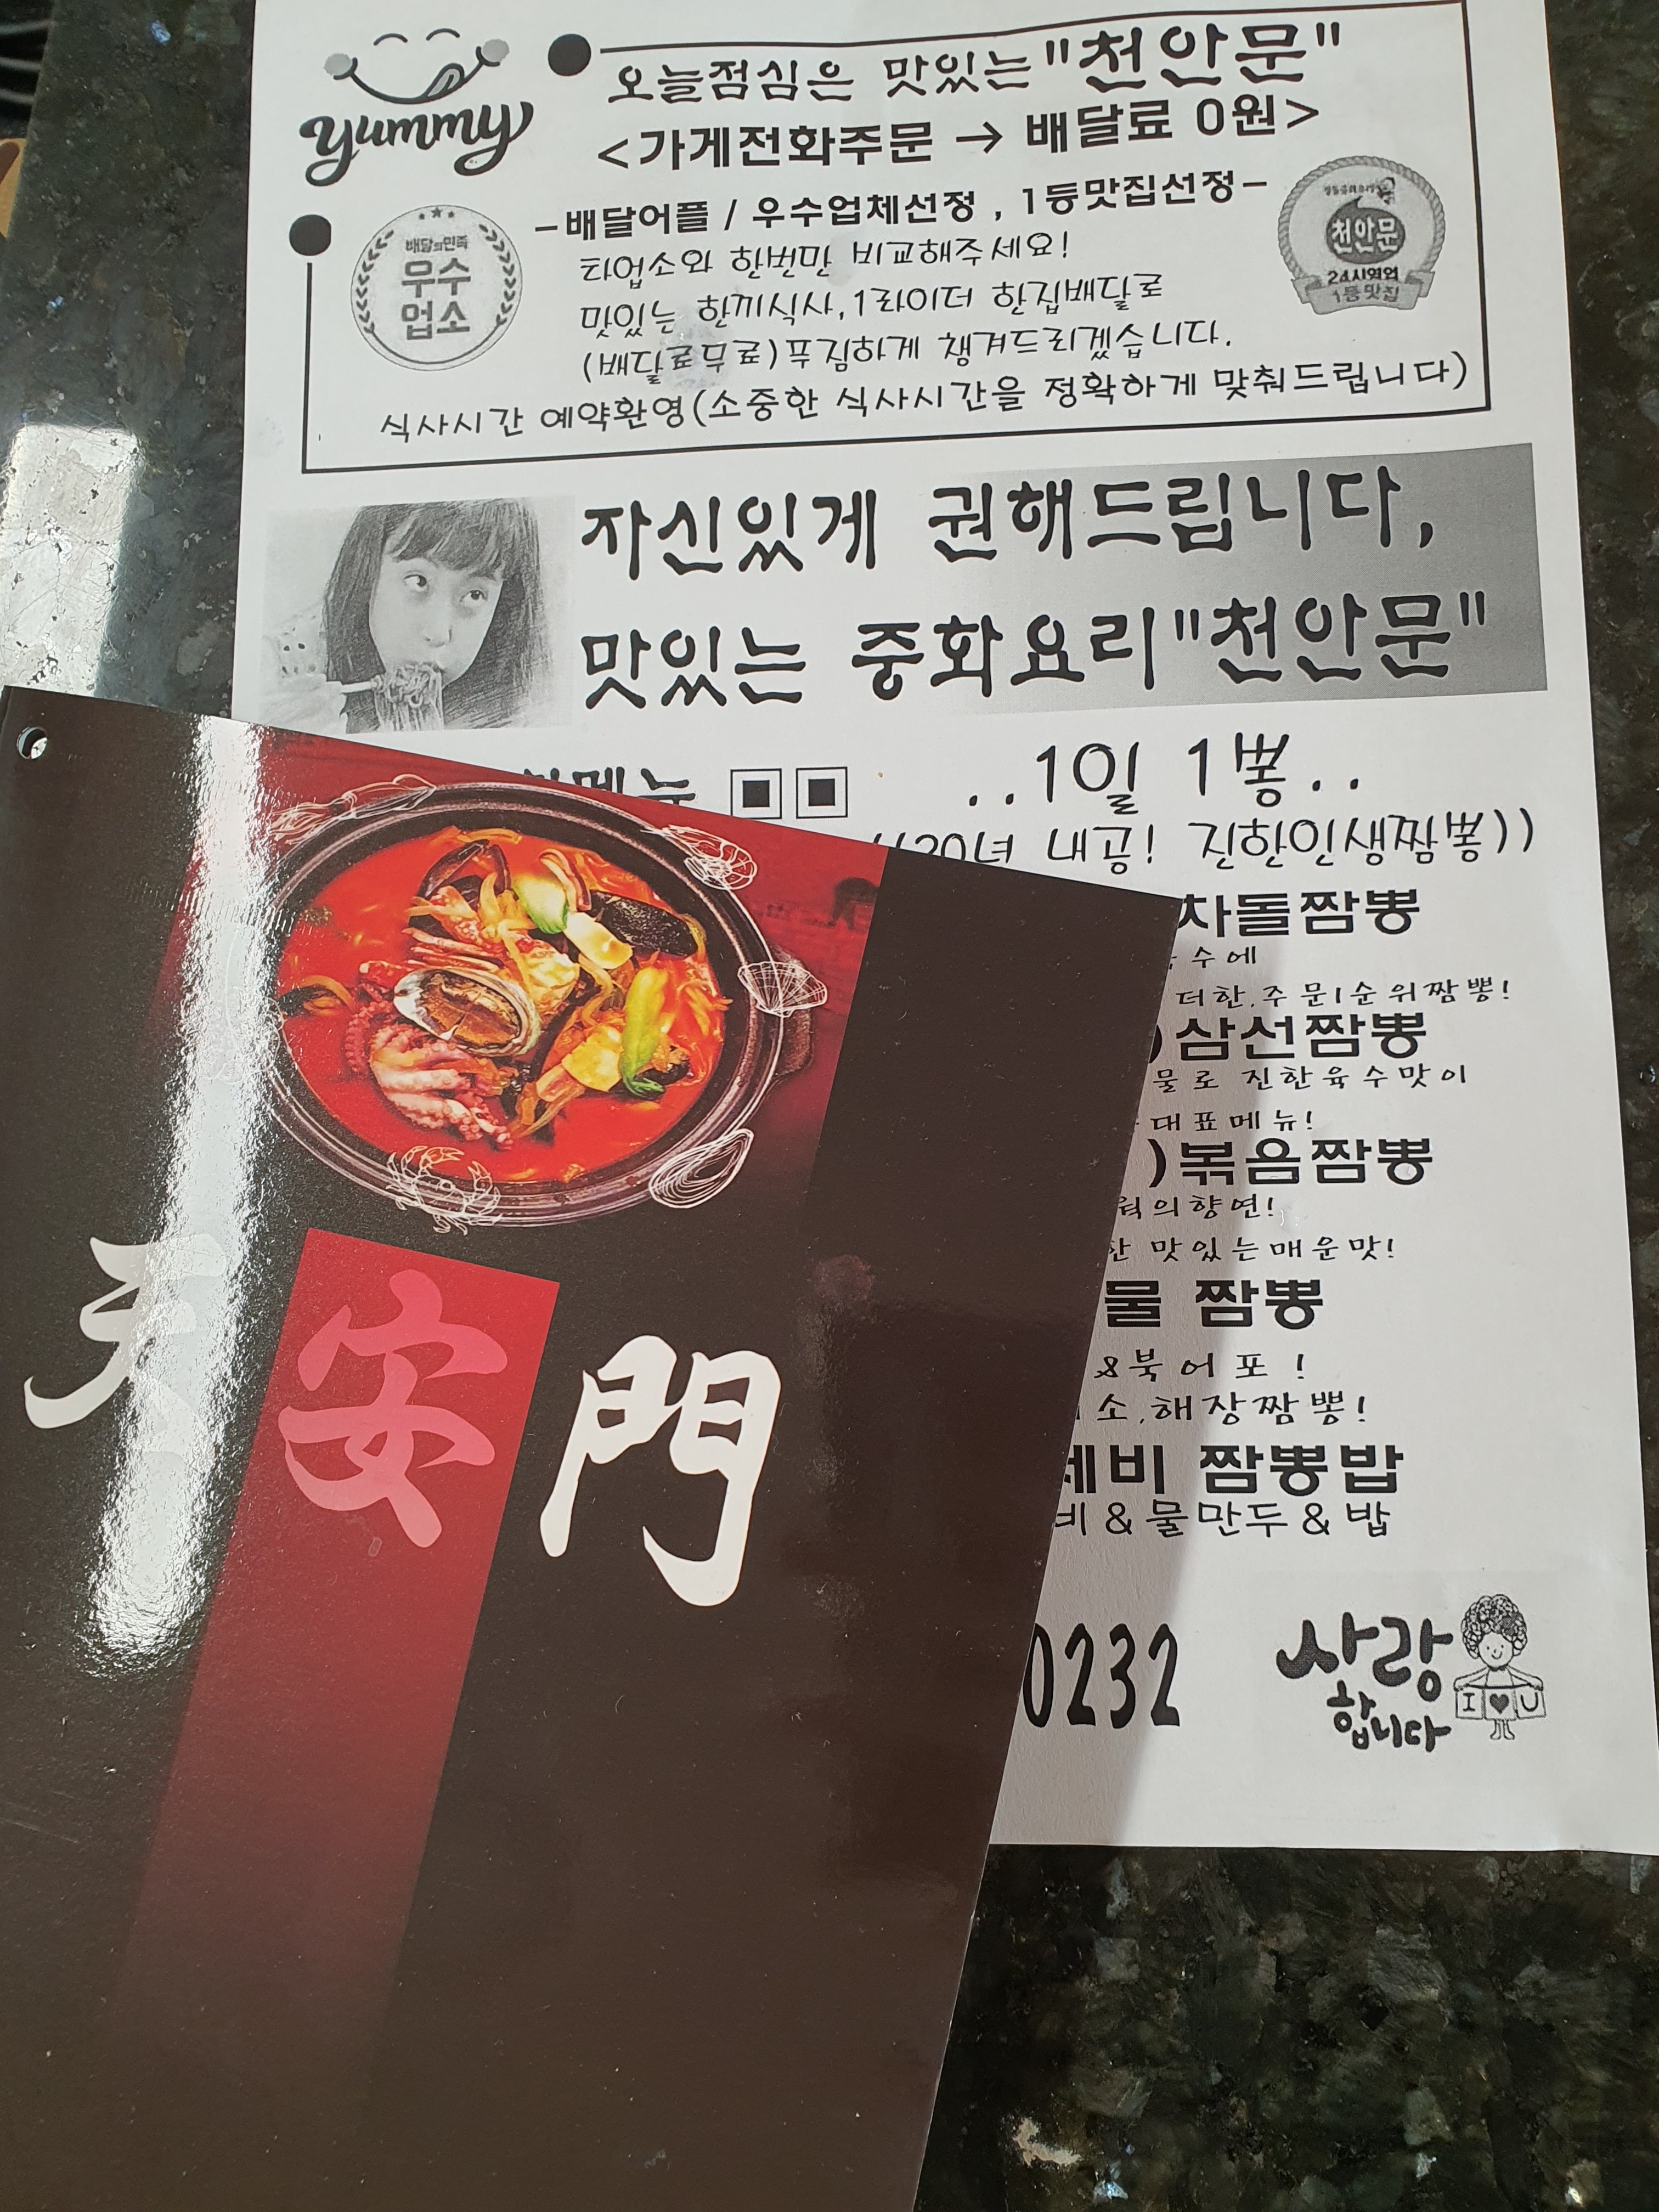 yummy
오늘점심은 맛있는"천안문"
<가게전화주문 → 배달료 0원>
-배달어플 / 우수업체선정 , 1등맛집선정-
배달의민족
우수
업소
천안문
24시영업
1등맛집
타업소와 한번만 비교해주세요!
맛있는 한끼식사,1라이더 한집배달로
(배달료무료)푸짐하게 챙겨드리겠습니다.
식사시간 예약환영(소중한 식사시간을 정확하게 맞춰드립니다)
자신있게 권해드립니다,
맛있는 중화요리"천안문"
메뉴 ▣▣ ..1일 1뽕..
20년 내공! 진한인생짬뽕))
차돌짬뽕
수에
더한.주문1순위짬뽕!
)삼선짬뽕
물로 진한육수맛이
대표메뉴!
)볶음짬뽕
의향연!
한 맛있는매운맛!
물 짬뽕
&북어포!
소.해장짬뽕!
제비 짬뽕밥
비&물만두&밥
0232
사랑
합니다
I ♥ U
天安門